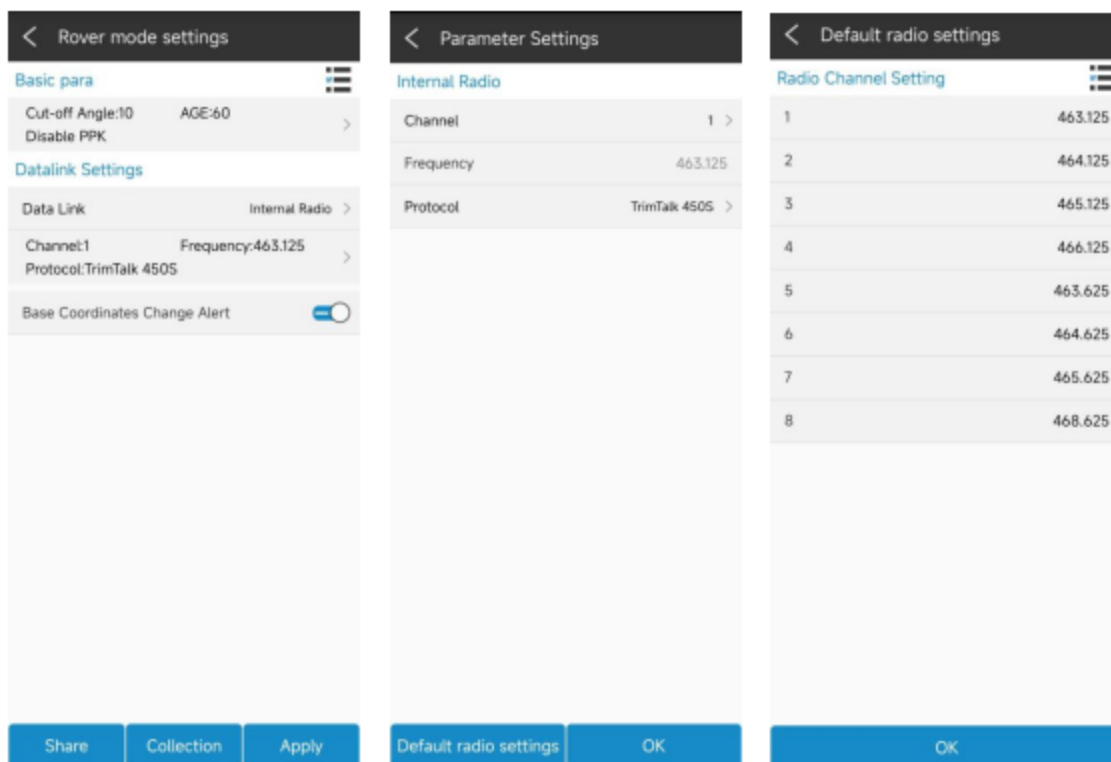 Rover mode settings
Basic para
Cut-off Angle:10 AGE:60
Disable PPK
Datalink Settings
Data Link Internal Radio
Channel:1 Frequency:463.125
Protocol:TrimTalk 450S
Base Coordinates Change Alert
Share Collection Apply
Parameter Settings
Internal Radio
Channel 1
Frequency 463.125
Protocol TrimTalk 450S
Default radio settings OK
Default radio settings
Radio Channel Setting
1 463.125
2 464.125
3 465.125
4 466.125
5 463.625
6 464.625
7 465.625
8 468.625
OK